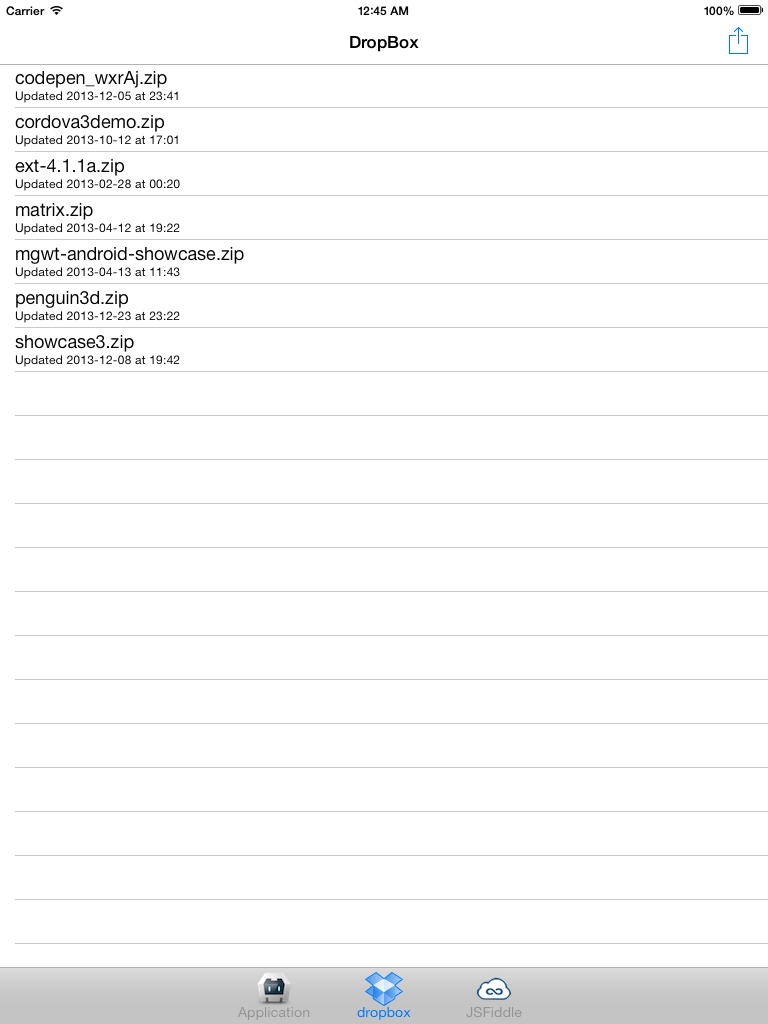 Carrier 12:45 AM 100%
DropBox
codepen_wxrAj.zip
Updated 2013-12-05 at 23:41
cordova3demo.zip
Updated 2013-10-12 at 17:01
ext-4.1.1a.zip
Updated 2013-02-28 at 00:20
matrix.zip
Updated 2013-04-12 at 19:22
mgwt-android-showcase.zip
Updated 2013-04-13 at 11:43
penguin3d.zip
Updated 2013-12-23 at 23:22
showcase3.zip
Updated 2013-12-08 at 19:42
Application dropbox JSFiddle